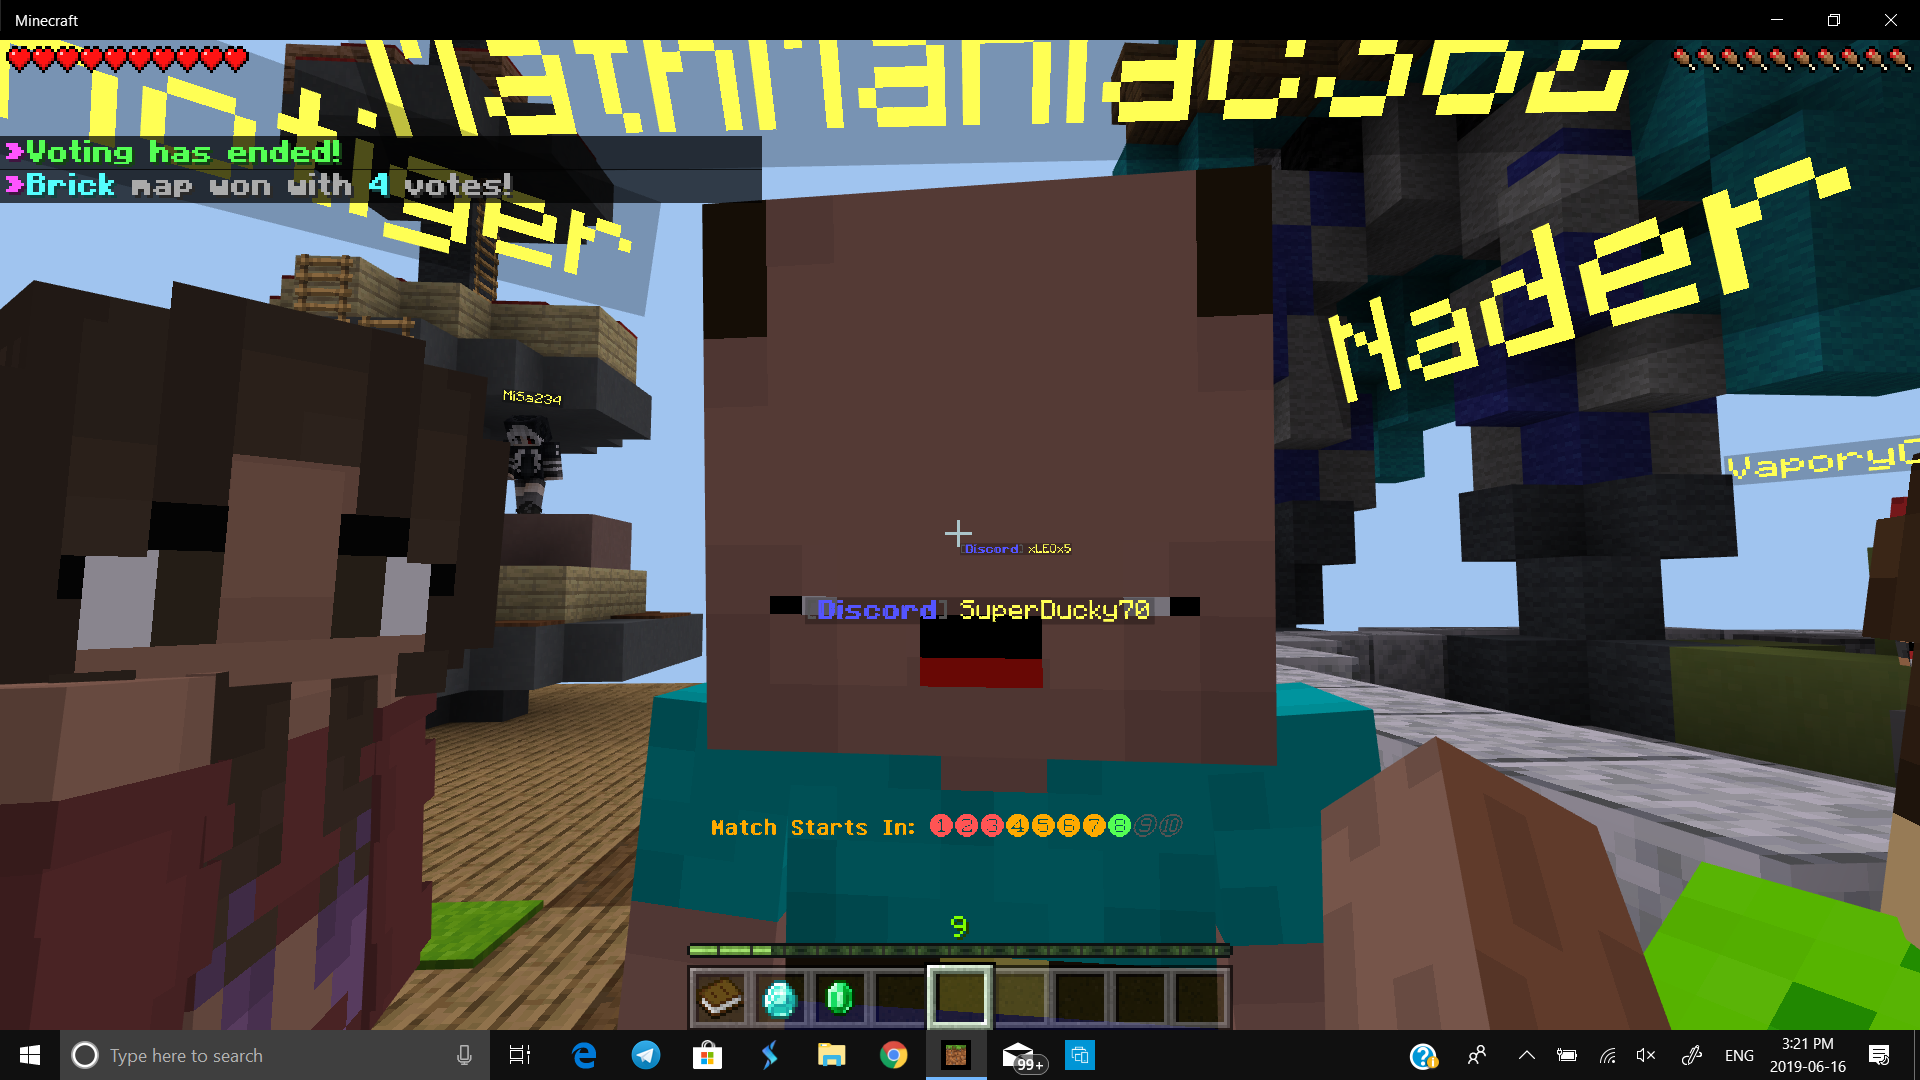 Minecraft
MathManiac
>Voting has ended!
>Brick map won with 4 votes!
Nader
Misa234
[Discord] xLEOx5
[Discord] SuperDucky70
Match Starts In: ① ② ③ ④ ⑤ ⑥ ⑦ ⑧ ⑨ ⑩
9
Type here to search
99+
ENG
3:21 PM
2019-06-16